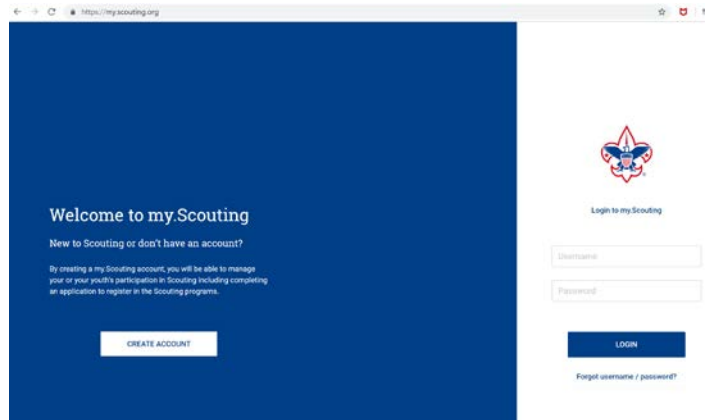 https://my.scouting.org
Welcome to my.Scouting
New to Scouting or don't have an account?
By creating a my.Scouting account, you will be able to manage
your or your youth's participation in Scouting including completing
an application to register in the Scouting programs.
CREATE ACCOUNT
Login to my.Scouting
Username
Password
LOGIN
Forgot username / password?